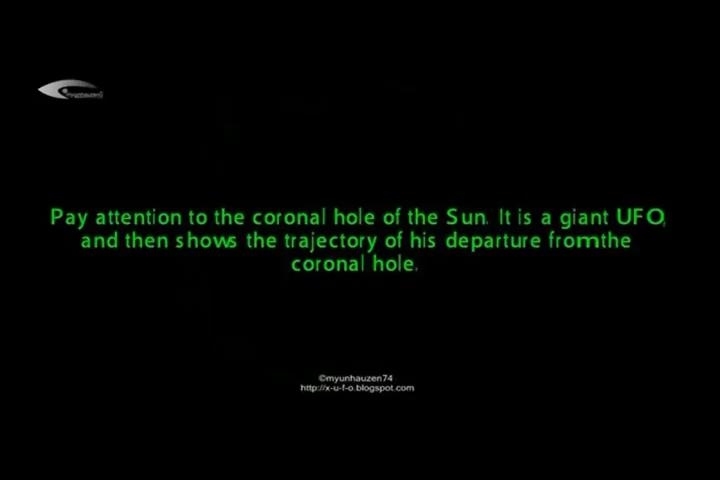 Pay attention to the coronal hole of the Sun. It is a giant UFO,
and then shows the trajectory of his departure fromthe
coronal hole.
©myunhauzen74
http://x-u-f-o.blogspot.com